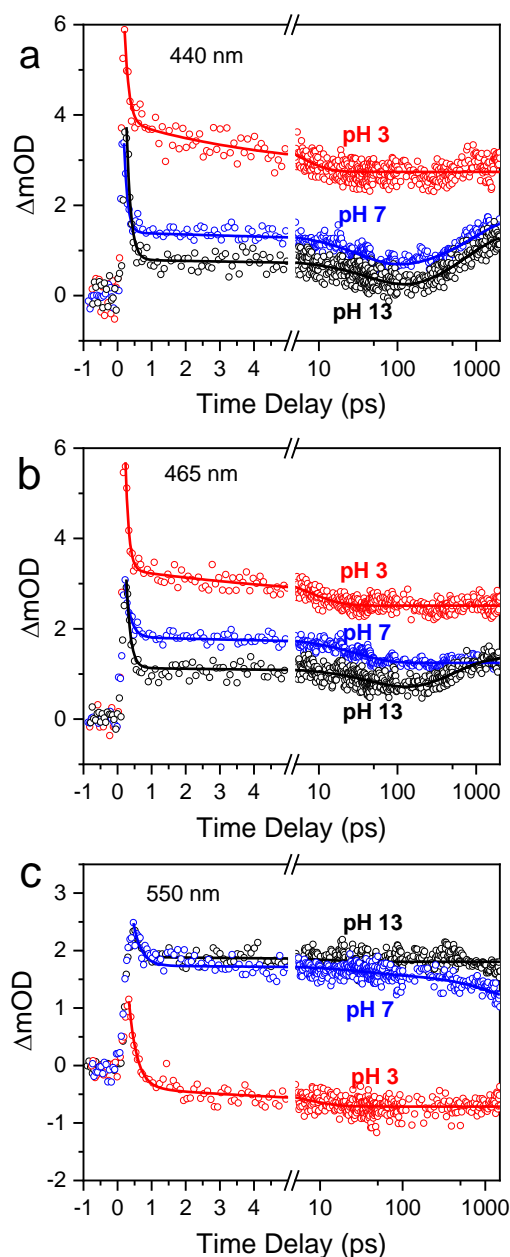 a
440 nm
6
4
2
0
ΔmOD
pH 3
pH 7
pH 13
-1 0 1 2 3 4 10 100 1000
Time Delay (ps)
b
465 nm
6
4
2
0
ΔmOD
pH 3
pH 7
pH 13
-1 0 1 2 3 4 10 100 1000
Time Delay (ps)
c
550 nm
3
2
1
0
-1
-2
ΔmOD
pH 13
pH 7
pH 3
-1 0 1 2 3 4 10 100 1000
Time Delay (ps)